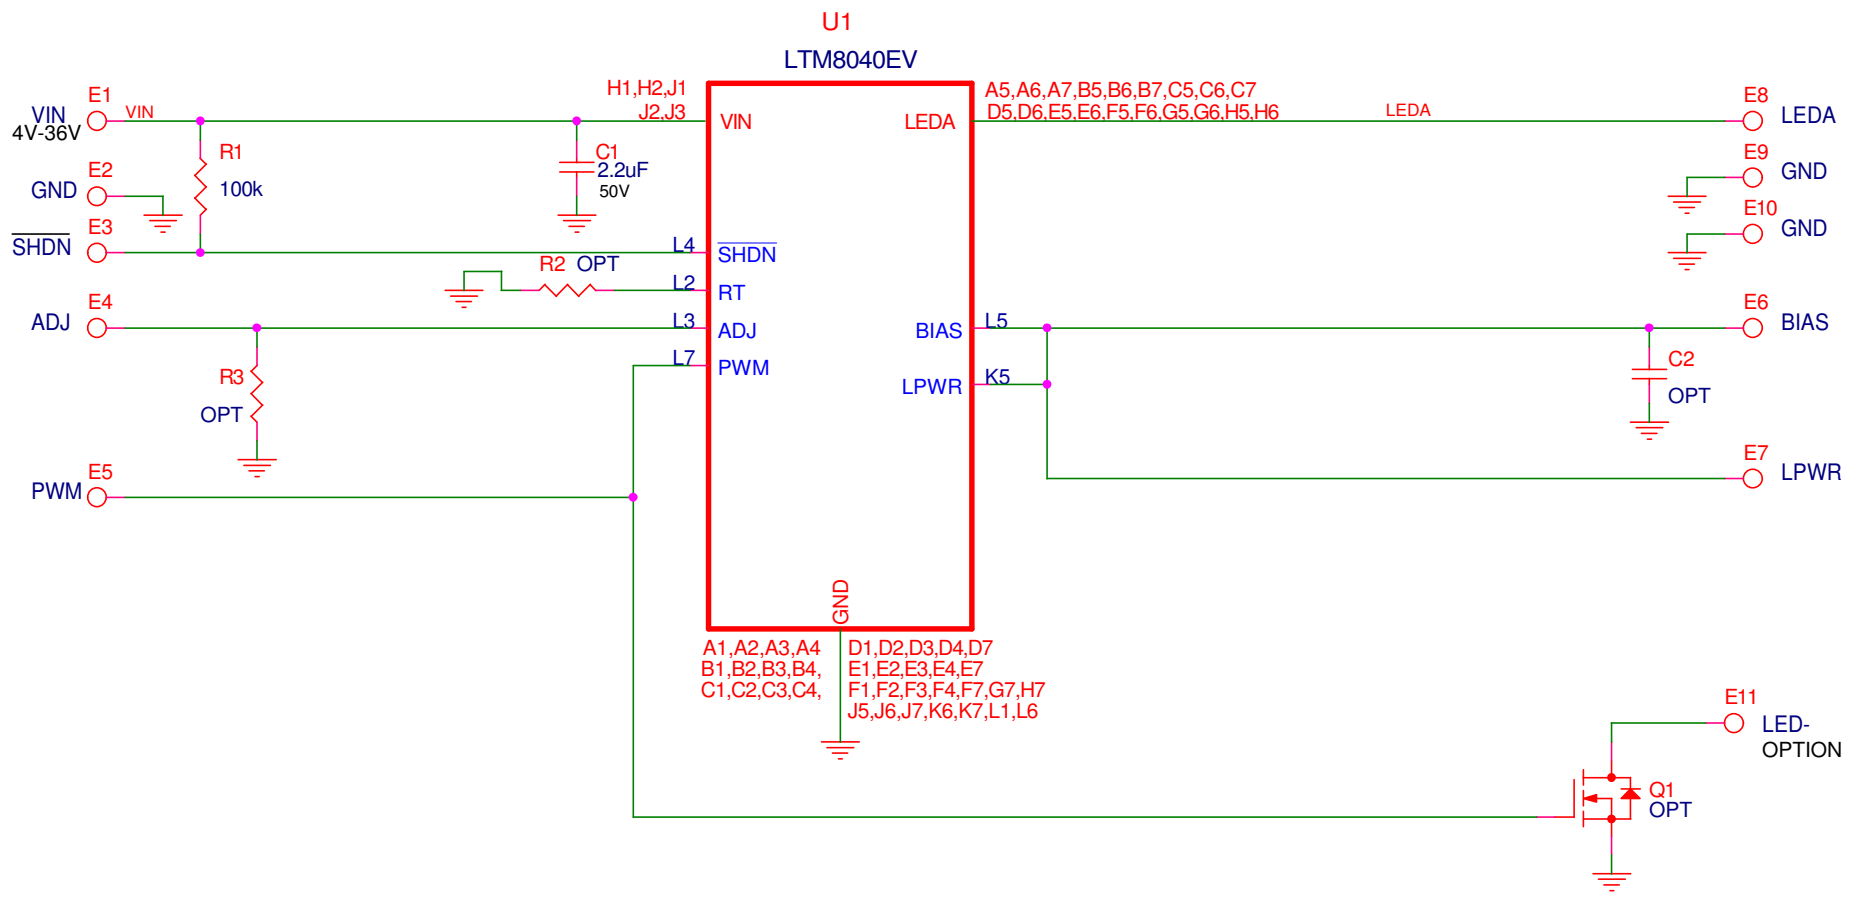 U1
LTM8040EV
H1,H2,J1
J2,J3
A5,A6,A7,B5,B6,B7,C5,C6,C7
D5,D6,E5,E6,F5,F6,G5,G6,H5,H6
E1
VIN
4V-36V
VIN
VIN
LEDA
LEDA
E8
LEDA
R1
100k
C1
2.2uF
50V
E9
GND
E2
GND
E10
GND
E3
SHDN
L4
SHDN
R2 OPT
L2
RT
E4
ADJ
L3
ADJ
BIAS
L5
E6
BIAS
L7
PWM
LPWR
K5
C2
OPT
R3
OPT
E5
PWM
E7
LPWR
GND
A1,A2,A3,A4
B1,B2,B3,B4,
C1,C2,C3,C4,
D1,D2,D3,D4,D7
E1,E2,E3,E4,E7
F1,F2,F3,F4,F7,G7,H7
J5,J6,J7,K6,K7,L1,L6
E11
LED-
OPTION
Q1
OPT